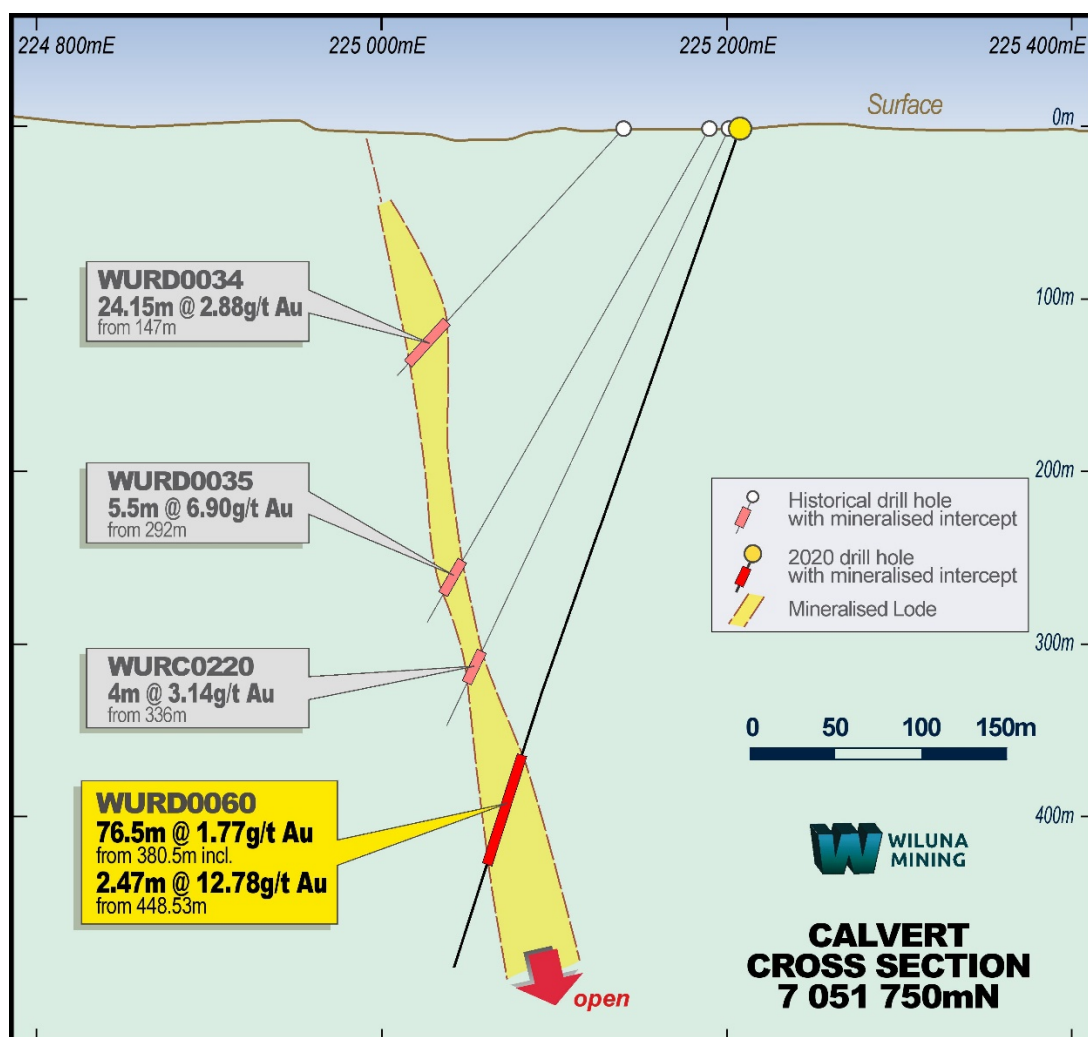 224 800mE
225 000mE
225 200mE
225 400mE
Surface
0m
WURD0034
24.15m @ 2.88g/t Au
from 147m
100m
200m
WURD0035
5.5m @ 6.90g/t Au
from 292m
Historical drill hole
with mineralised intercept
2020 drill hole
with mineralised intercept
Mineralised Lode
300m
WURC0220
4m @ 3.14g/t Au
from 336m
0 50 100 150m
WURD0060
76.5m @ 1.77g/t Au
from 380.5m incl.
2.47m @ 12.78g/t Au
from 448.53m
400m
WILUNA
MINING
CALVERT
CROSS SECTION
7 051 750mN
open